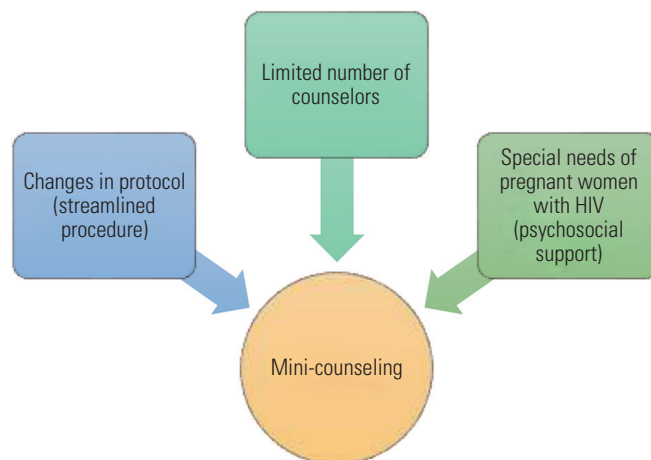 Limited number of
counselors
Changes in protocol
(streamlined
procedure)
Special needs of
pregnant women
with HIV
(psychosocial
support)
Mini-counseling